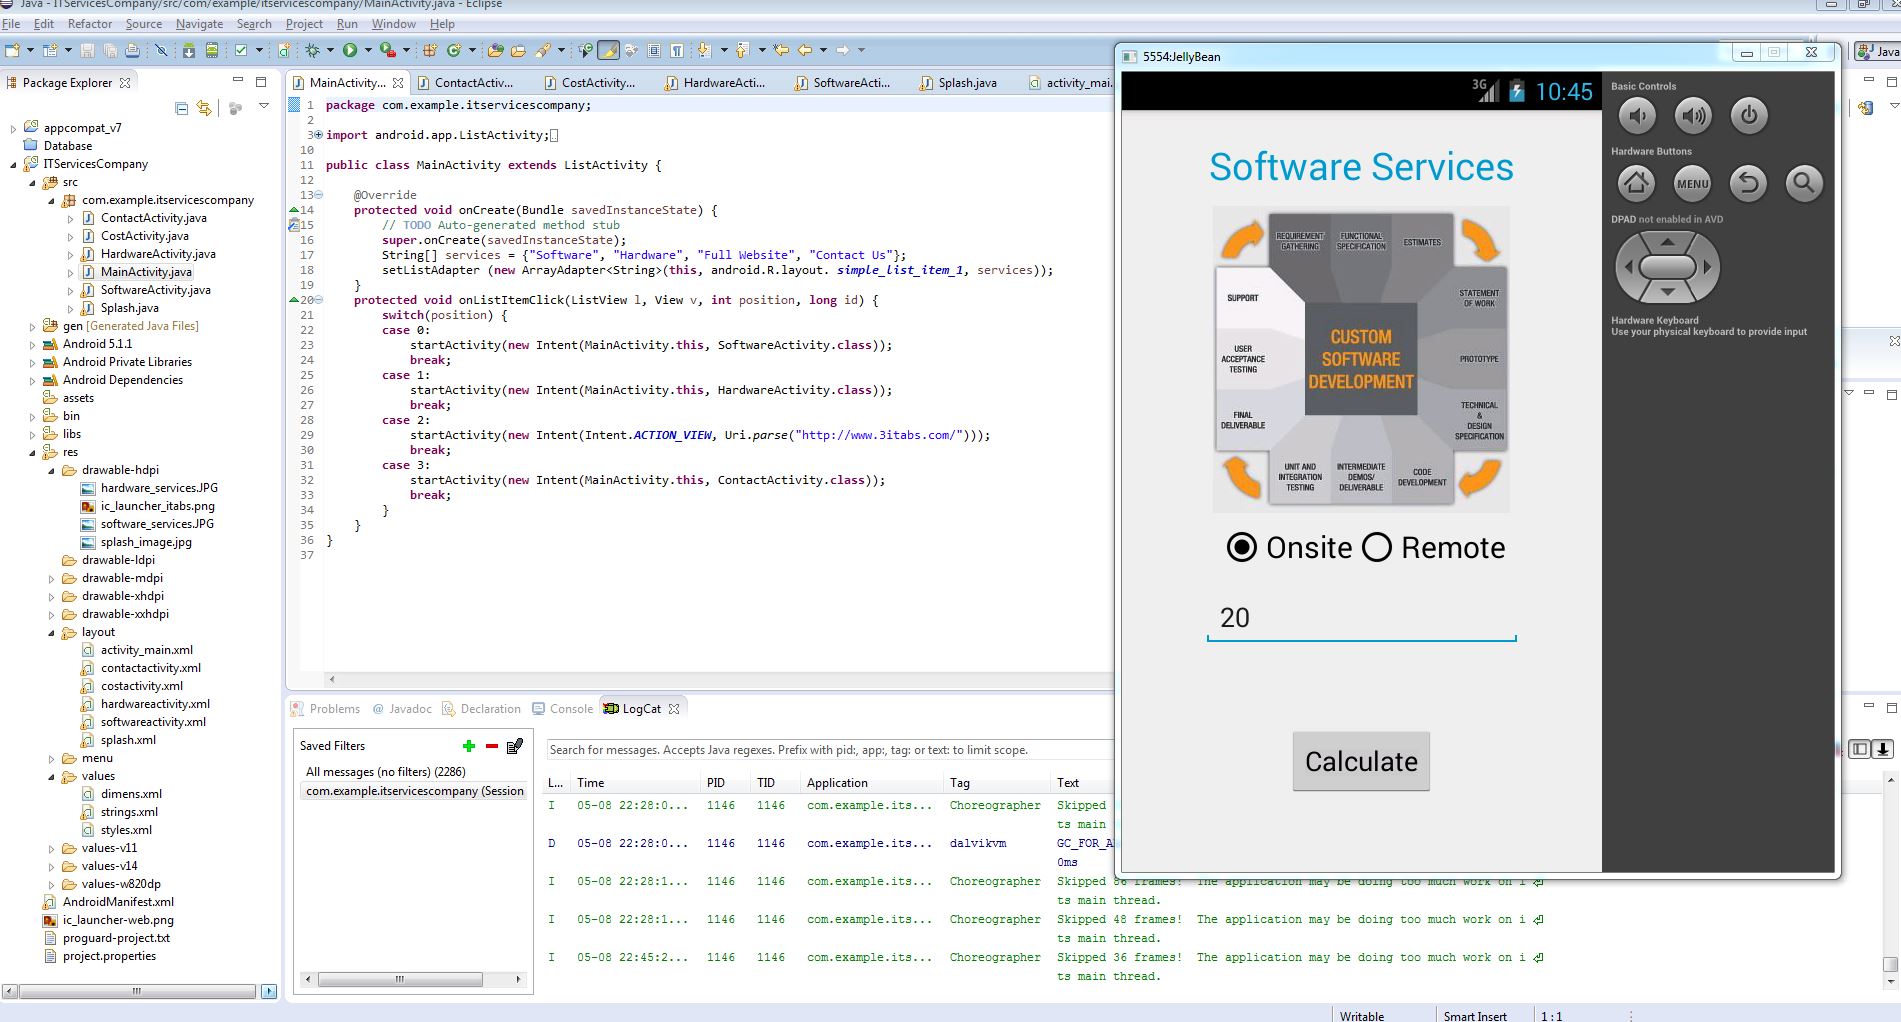 Java - ITServicesCompany/src/com/example/itservicescompany/MainActivity.java - Eclipse
File Edit Refactor Source Navigate Search Project Run Window Help
Java
Package Explorer
appcompat_v7
Database
ITServicesCompany
src
com.example.itservicescompany
ContactActivity.java
CostActivity.java
HardwareActivity.java
MainActivity.java
SoftwareActivity.java
Splash.java
gen [Generated Java Files]
Android 5.1.1
Android Private Libraries
Android Dependencies
assets
bin
libs
res
drawable-hdpi
hardware_services.JPG
ic_launcher_itabs.png
software_services.JPG
splash_image.jpg
drawable-ldpi
drawable-mdpi
drawable-xhdpi
drawable-xxhdpi
layout
activity_main.xml
contactactivity.xml
costactivity.xml
hardwareactivity.xml
softwareactivity.xml
splash.xml
menu
values
dimens.xml
strings.xml
styles.xml
values-v11
values-v14
values-w820dp
AndroidManifest.xml
ic_launcher-web.png
proguard-project.txt
project.properties
MainActivity... ContactActiv... CostActivity... HardwareActi... SoftwareActi... Splash.java activity_mai.
1 package com.example.itservicescompany;
2
3 import android.app.ListActivity;
10
11 public class MainActivity extends ListActivity {
12
13 @Override
14 protected void onCreate(Bundle savedInstanceState) {
15 // TODO Auto-generated method stub
16 super.onCreate(savedInstanceState);
17 String[] services = {"Software", "Hardware", "Full Website", "Contact Us"};
18 setListAdapter (new ArrayAdapter<String>(this, android.R.layout. simple_list_item_1, services));
19 }
20 protected void onListItemClick(ListView l, View v, int position, long id) {
21 switch(position) {
22 case 0:
23 startActivity(new Intent(MainActivity.this, SoftwareActivity.class));
24 break;
25 case 1:
26 startActivity(new Intent(MainActivity.this, HardwareActivity.class));
27 break;
28 case 2:
29 startActivity(new Intent(Intent.ACTION_VIEW, Uri.parse("http://www.3itabs.com/")));
30 break;
31 case 3:
32 startActivity(new Intent(MainActivity.this, ContactActivity.class));
33 break;
34 }
35 }
36 }
37
Problems @ Javadoc Declaration Console LogCat
Saved Filters
All messages (no filters) (2286)
com.example.itservicescompany (Session
Search for messages. Accepts Java regexes. Prefix with pid:, app:, tag: or text: to limit scope.
L... Time PID TID Application Tag Text
I 05-08 22:28:0... 1146 1146 com.example.its... Choreographer Skipped
ts main
D 05-08 22:28:0... 1146 1146 com.example.its... dalvikvm GC_FOR_A
0ms
I 05-08 22:28:1... 1146 1146 com.example.its... Choreographer Skipped 86 frames! The application may be doing too much work on i
ts main thread.
I 05-08 22:28:1... 1146 1146 com.example.its... Choreographer Skipped 48 frames! The application may be doing too much work on i
ts main thread.
I 05-08 22:45:2... 1146 1146 com.example.its... Choreographer Skipped 36 frames! The application may be doing too much work on i
ts main thread.
Writable Smart Insert 1 : 1
5554:JellyBean
3G 10:45
Software Services
REQUIREMENT GATHERING
FUNCTIONAL SPECIFICATION
ESTIMATES
STATEMENT OF WORK
PROTOTYPE
TECHNICAL & DESIGN SPECIFICATION
CODE DEVELOPMENT
INTERMEDIATE DEMOS/ DELIVERABLE
UNIT AND INTEGRATION TESTING
FINAL DELIVERABLE
USER ACCEPTANCE TESTING
SUPPORT
CUSTOM
SOFTWARE
DEVELOPMENT
Onsite Remote
20
Calculate
Basic Controls
Hardware Buttons
MENU
DPAD not enabled in AVD
Hardware Keyboard
Use your physical keyboard to provide input